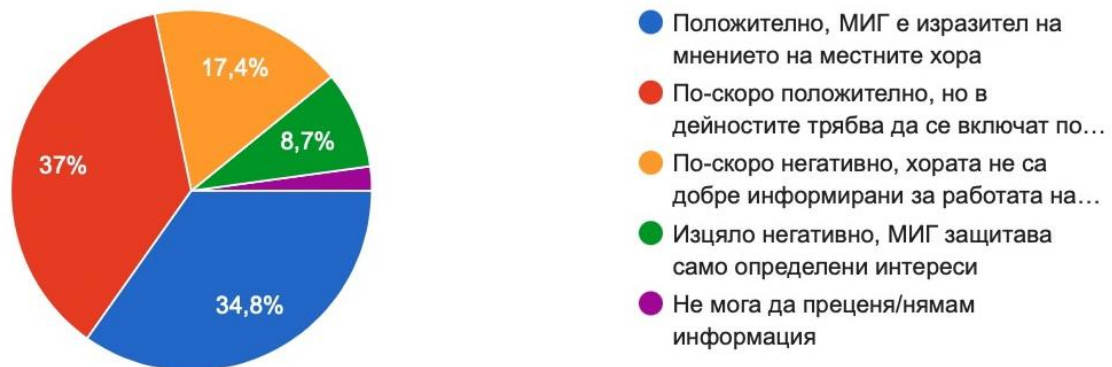 17,4%
8,7%
37%
34,8%
Положително, МИГ е изразител на
мнението на местните хора
По-скоро положително, но в
дейностите трябва да се включат по…
По-скоро негативно, хората не са
добре информирани за работата на…
Изцяло негативно, МИГ защитава
само определени интереси
Не мога да преценя/нямам
информация